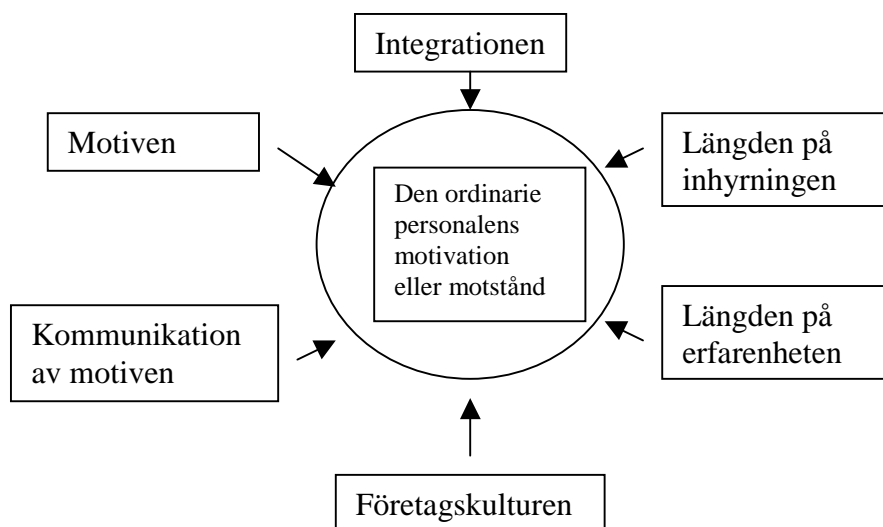 Integrationen
Motiven
Längden på
inhyrningen
Den ordinarie
personalens
motivation
eller motstånd
Kommunikation
av motiven
Längden på
erfarenheten
Företagskulturen